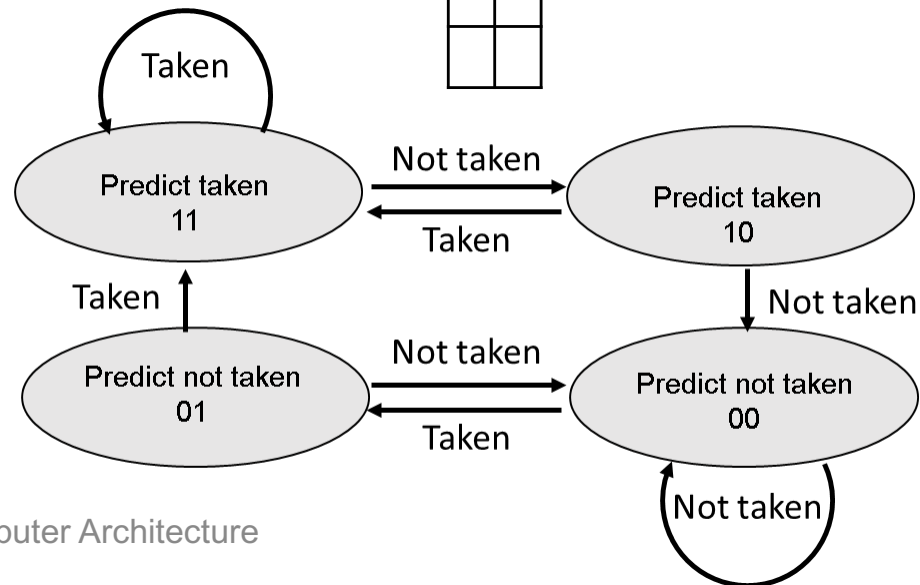 Taken
Not taken
Predict taken
11
Predict taken
10
Taken
Taken
Not taken
Not taken
Predict not taken
01
Predict not taken
00
Taken
Not taken
puter Architecture